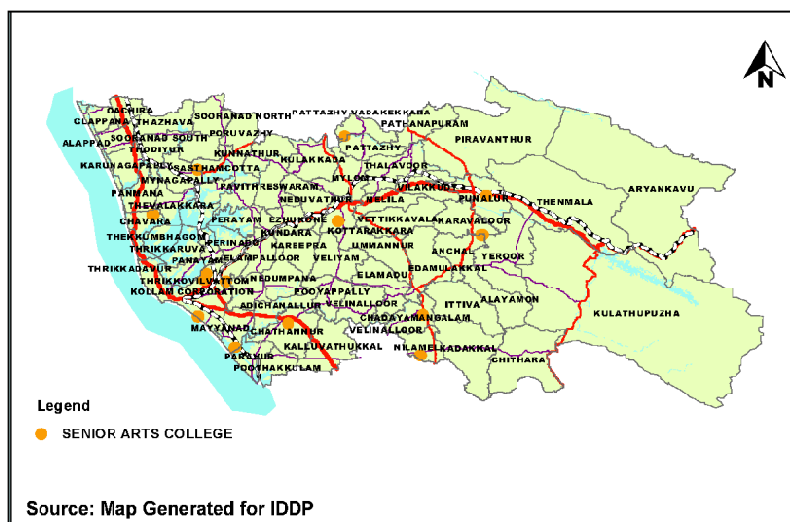 N
OACHIRA
CLAPPANA
THAZHAVA
SOORANAD NORTH
ALAPPAD
SOORANAD SOUTH
PORUVAZHY
PATHANAPURAM
THODIYUR
KUNNATHUR
PATTAZHY
PIRAVANTHUR
KARUNAGAPALLY
SASTHAMCOTTA
KULAKKADA
THALAVOOR
MYNAGAPALLY
MYLOM
ARYANKAVU
PANMANA
PAVITHRESWARAM
VILAKKUDY
THEVALAKKARA
NEDUVATHUR
MELILA
PUNALUR
THENMALA
CHAVARA
PERAYAM
EZHUKONE
VETTIKKAVALA
KARAVALOOR
THEKKUMBHAGOM
PERINADU
KUNDARA
KOTTARAKKARA
THRIKKARUVA
KAREEPRA
UMMANNUR
ANCHAL
PANAYAM
ELAMPALLOOR
VELIYAM
YEROOR
THRIKKADAVUR
EDAMULAKKAL
THRIKKOVILVATTOM
NEDUMPANA
ELAMADU
KOLLAM CORPORATION
POOYAPPALLY
ALAYAMON
ADICHANALLUR
VELINALLOOR
ITTIVA
KULATHUPUZHA
MAYYANAD
CHATHANNUR
CHADAYAMANGALAM
VELINALLOOR
PARAVUR
KALLUVATHUKKAL
NILAMEL
KADAKKAL
POOTHAKKULAM
CHITHARA
Legend
SENIOR ARTS COLLEGE
Source: Map Generated for IDDP